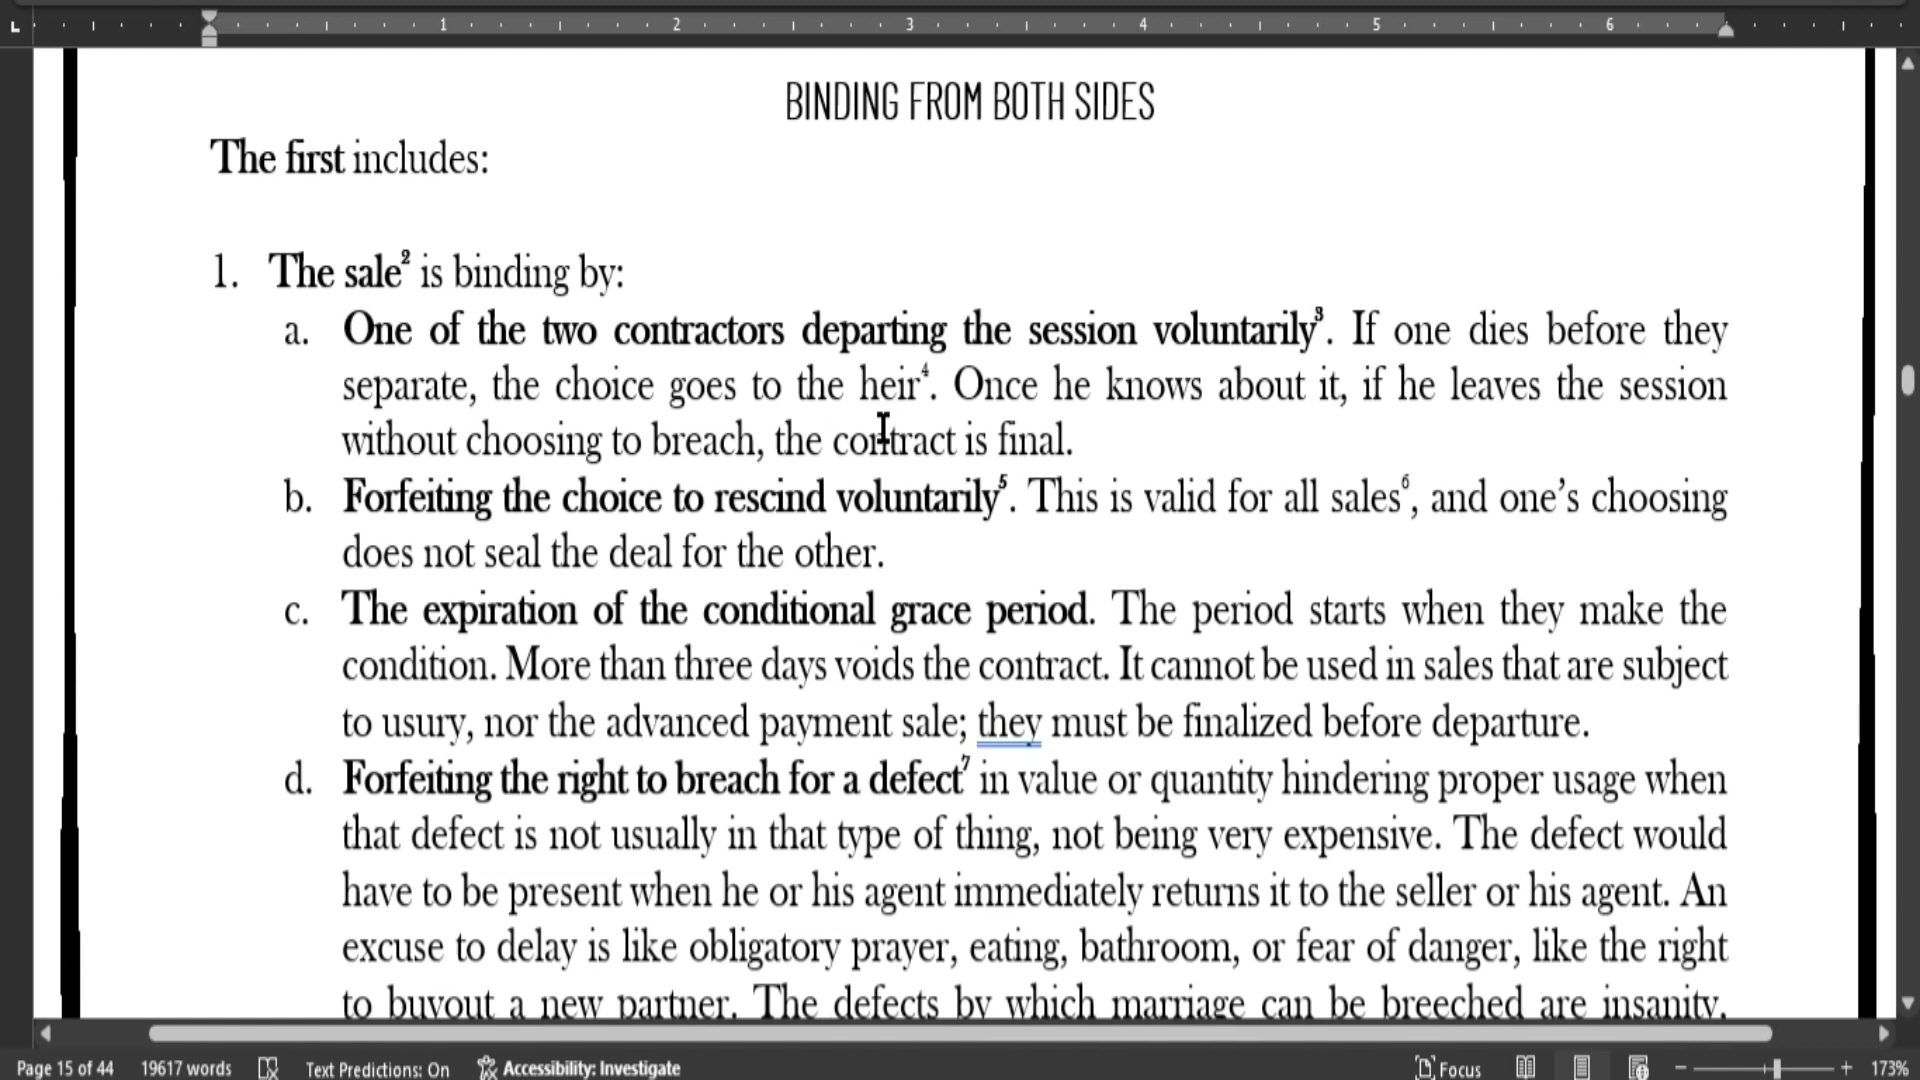 L 1 2 3 4 5 6
BINDING FROM BOTH SIDES
The first includes:
1. The sale² is binding by:
a. One of the two contractors departing the session voluntarily³. If one dies before they
separate, the choice goes to the heir⁴. Once he knows about it, if he leaves the session
without choosing to breach, the contract is final.
b. Forfeiting the choice to rescind voluntarily⁵. This is valid for all sales⁶, and one’s choosing
does not seal the deal for the other.
c. The expiration of the conditional grace period. The period starts when they make the
condition. More than three days voids the contract. It cannot be used in sales that are subject
to usury, nor the advanced payment sale; they must be finalized before departure.
d. Forfeiting the right to breach for a defect⁷ in value or quantity hindering proper usage when
that defect is not usually in that type of thing, not being very expensive. The defect would
have to be present when he or his agent immediately returns it to the seller or his agent. An
excuse to delay is like obligatory prayer, eating, bathroom, or fear of danger, like the right
to buyout a new partner. The defects by which marriage can be breeched are insanity,
Page 15 of 44 19617 words Text Predictions: On Accessibility: Investigate Focus 173%